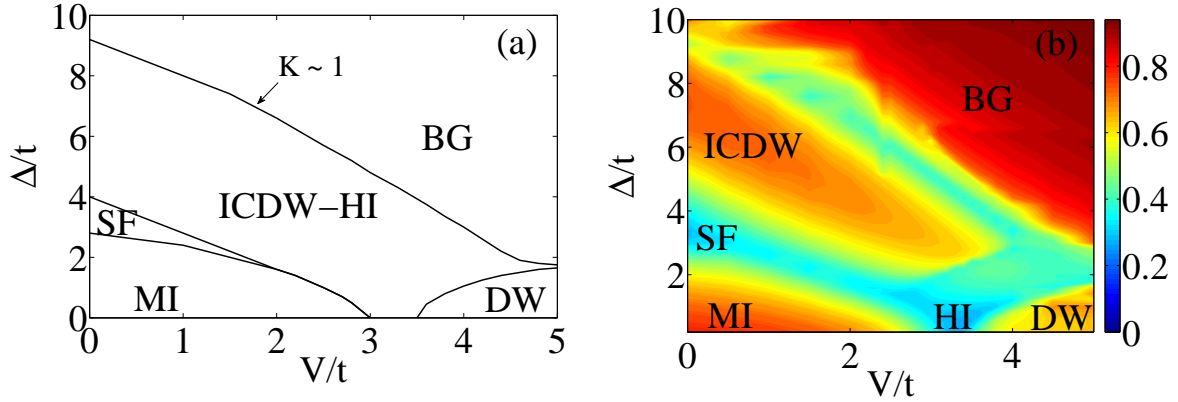 (a)
10
8
6
4
2
0
Δ/t
K ~ 1
BG
ICDW−HI
SF
MI
DW
0 1 2 3 4 5
V/t
(b)
10
8
6
4
2
0
Δ/t
BG
ICDW
SF
MI
HI
DW
0 2 4
V/t
0.8
0.6
0.4
0.2
0